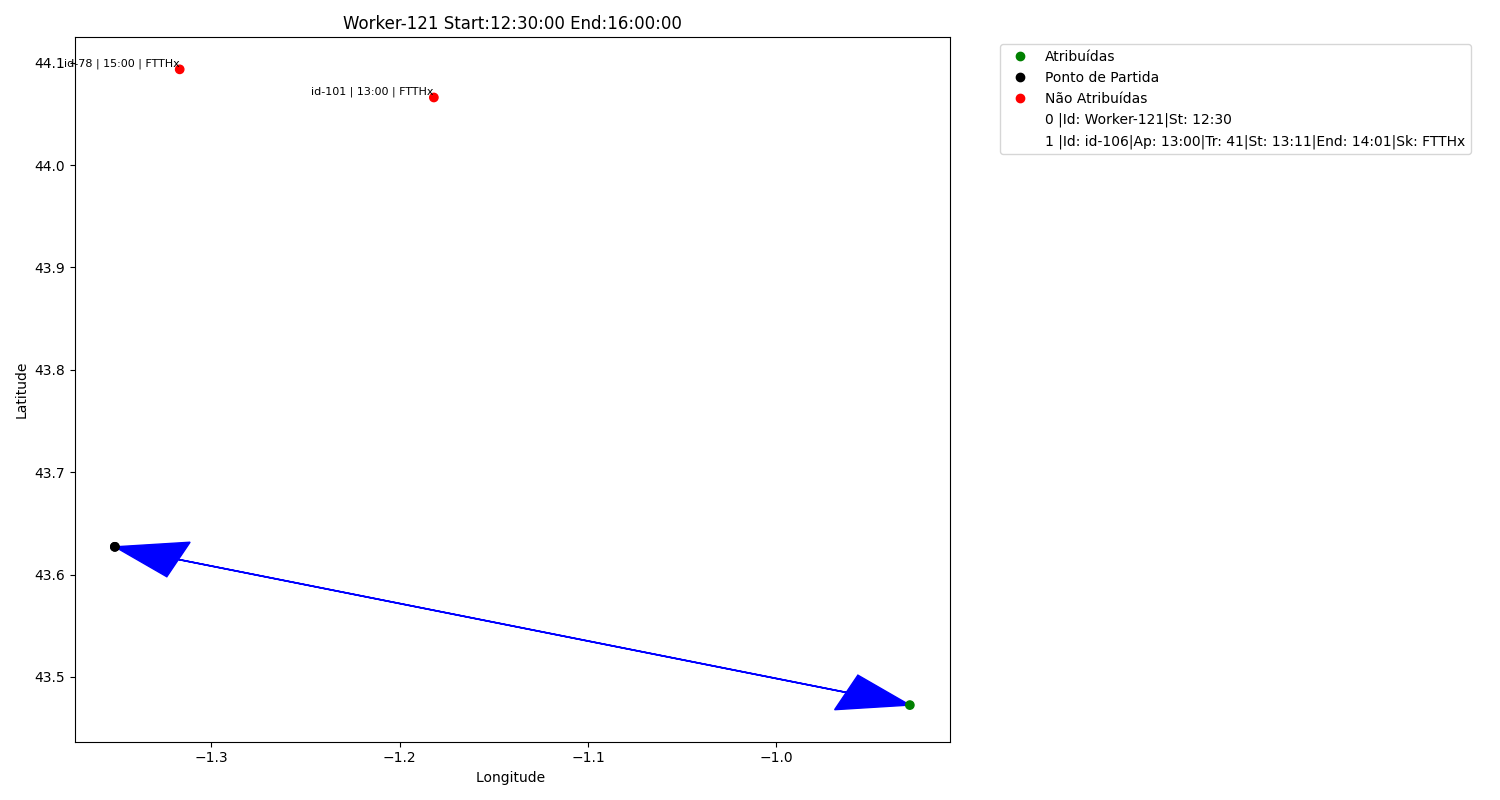 Worker-121 Start:12:30:00 End:16:00:00
44.1
id-78 | 15:00 | FTTHx
id-101 | 13:00 | FTTHx
44.0
43.9
43.8
43.7
43.6
43.5
Latitude
−1.3
−1.2
−1.1
−1.0
Longitude
Atribuídas
Ponto de Partida
Não Atribuídas
0 |Id: Worker-121|St: 12:30
1 |Id: id-106|Ap: 13:00|Tr: 41|St: 13:11|End: 14:01|Sk: FTTHx